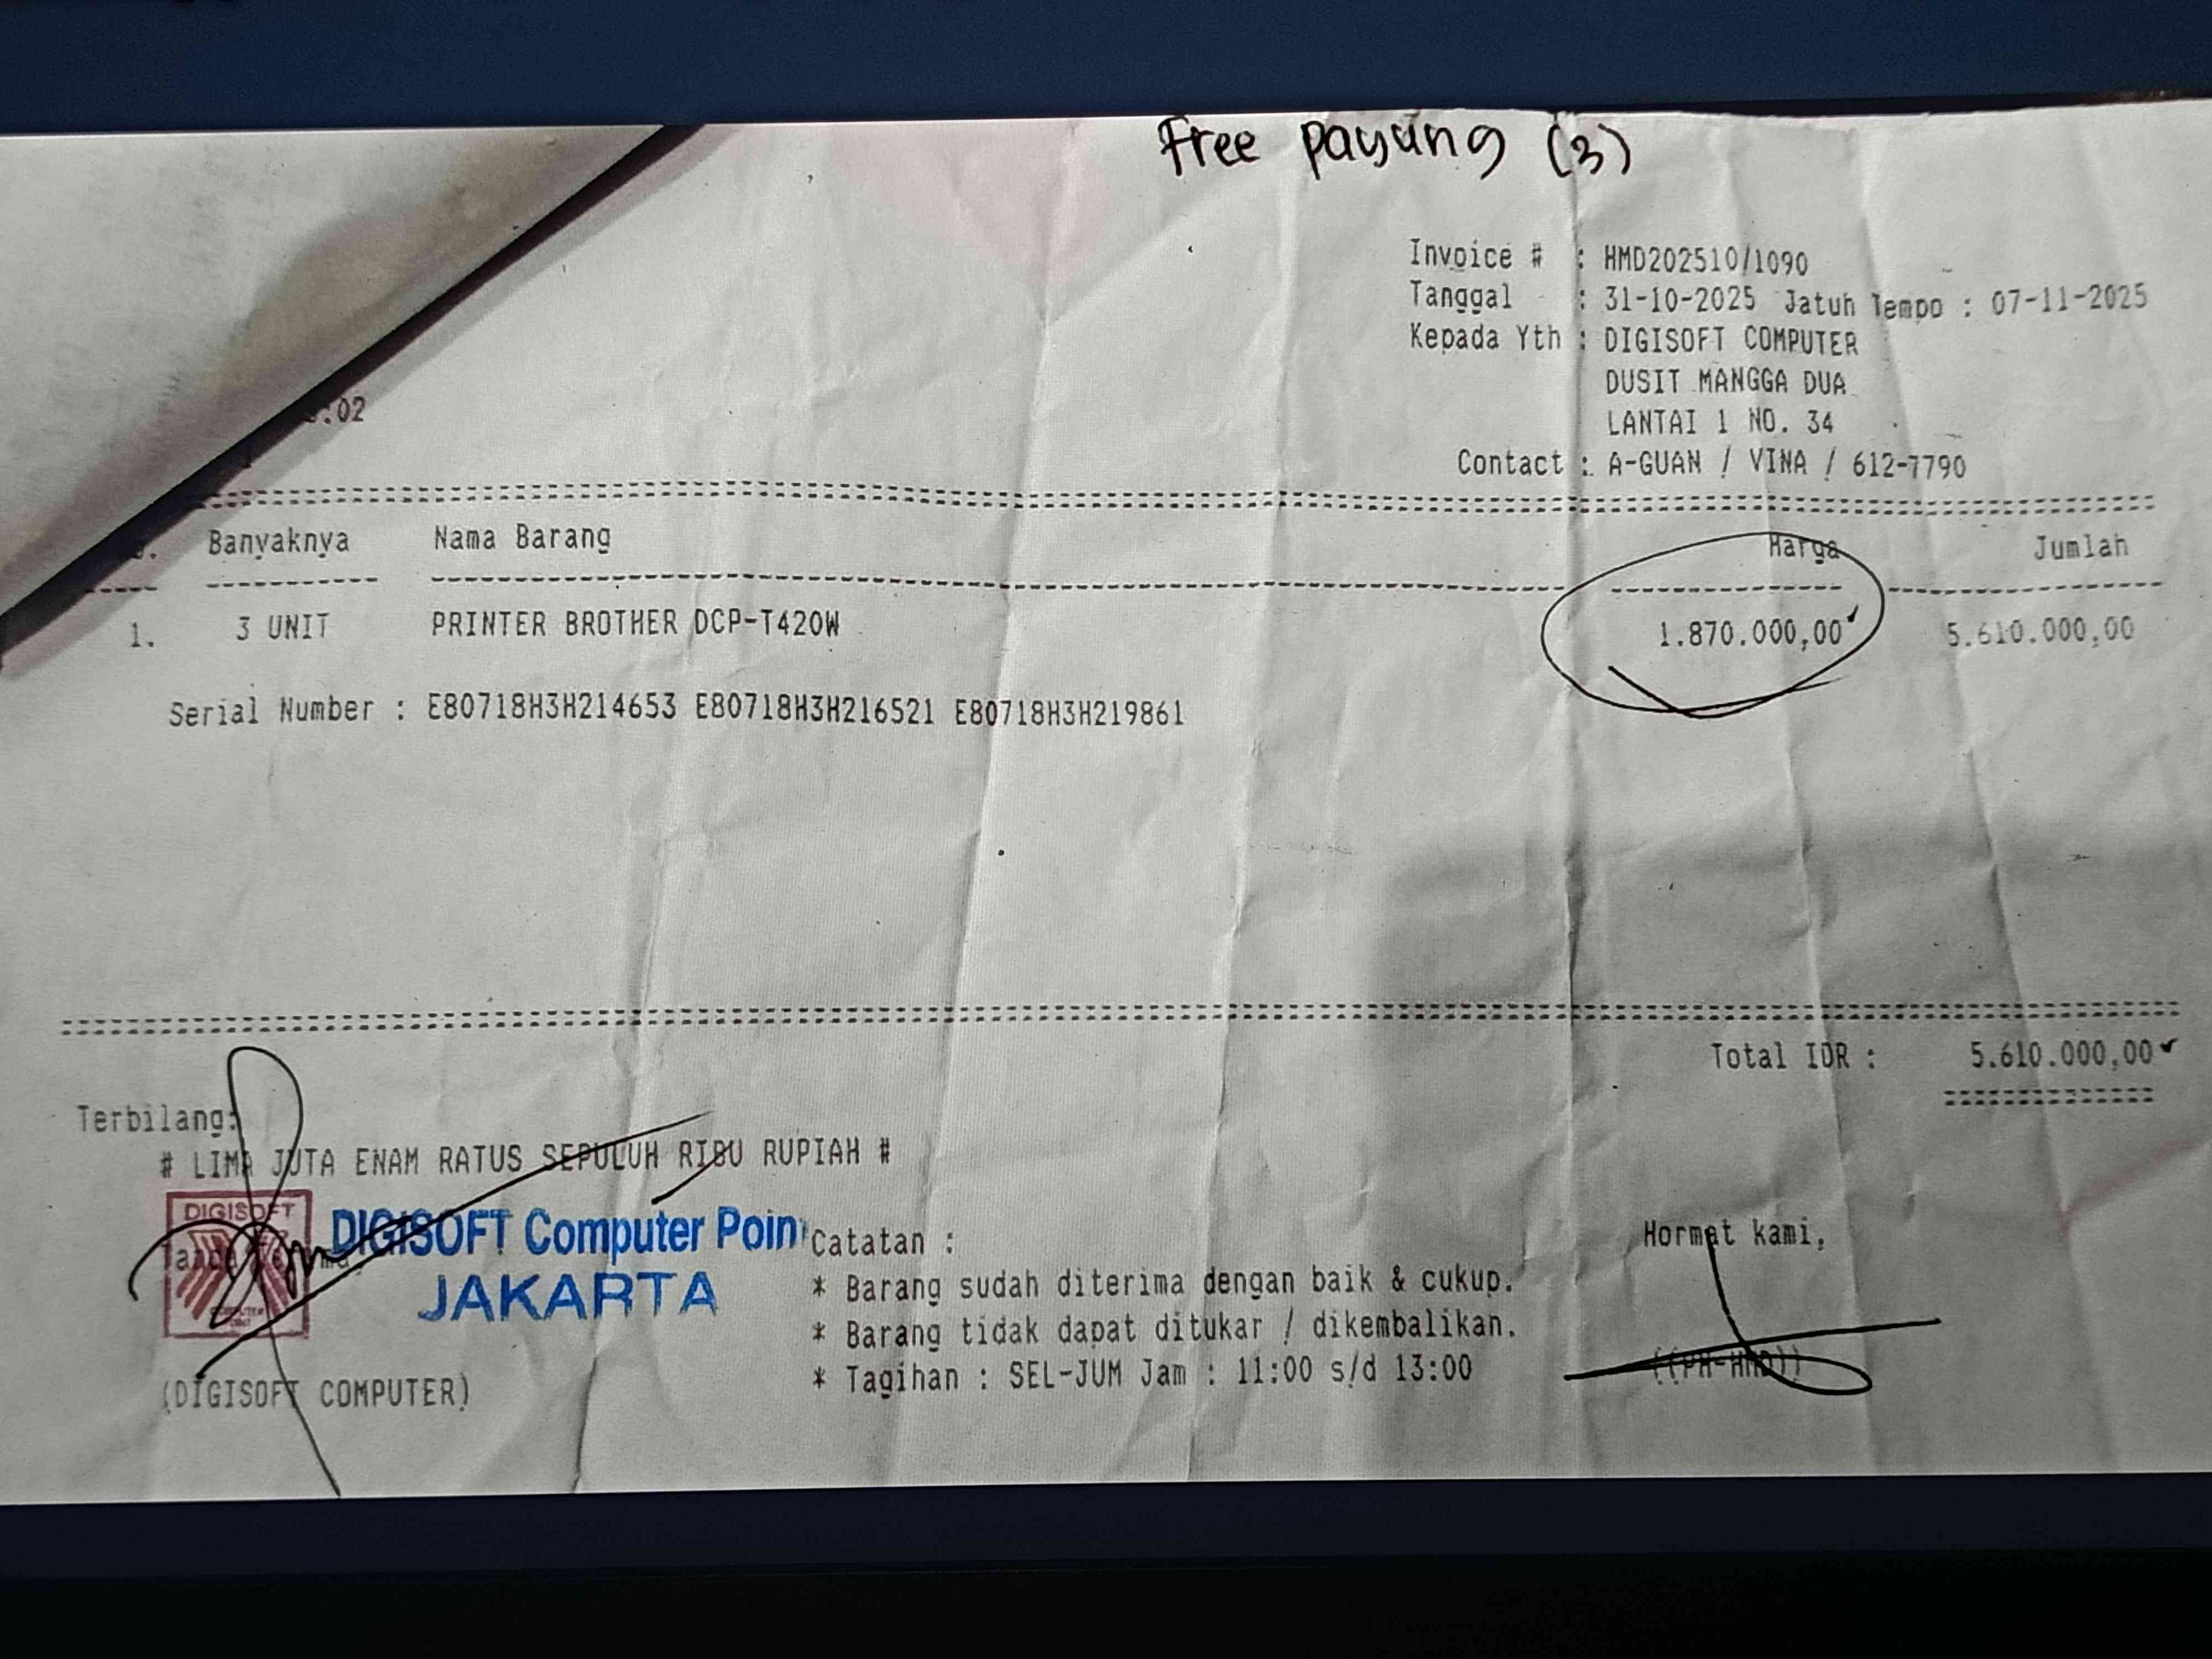 Free payung (3)
Invoice # : HMD202510/1090
Tanggal : 31-10-2025 Jatuh Tempo : 07-11-2025
Kepada Yth : DIGISOFT COMPUTER
DUSIT MANGGA DUA
LANTAI 1 NO. 34
:02
Contact : A-GUAN / VINA / 612-7790
Banyaknya Nama Barang Harga Jumlah
1. 3 UNIT PRINTER BROTHER DCP-T420W 1.870.000,00 5.610.000,00
Serial Number : E80718H3H214653 E80718H3H216521 E80718H3H219861
Total IDR : 5.610.000,00
Terbilang:
# LIMA JUTA ENAM RATUS SEPULUH RIBU RUPIAH #
DIGISOFT
DIGISOFT Computer Poin
JAKARTA
Catatan :
* Barang sudah diterima dengan baik & cukup.
* Barang tidak dapat ditukar / dikembalikan.
* Tagihan : SEL-JUM Jam : 11:00 s/d 13:00
Hormat kami,
((PH-HMD))
(DIGISOFT COMPUTER)